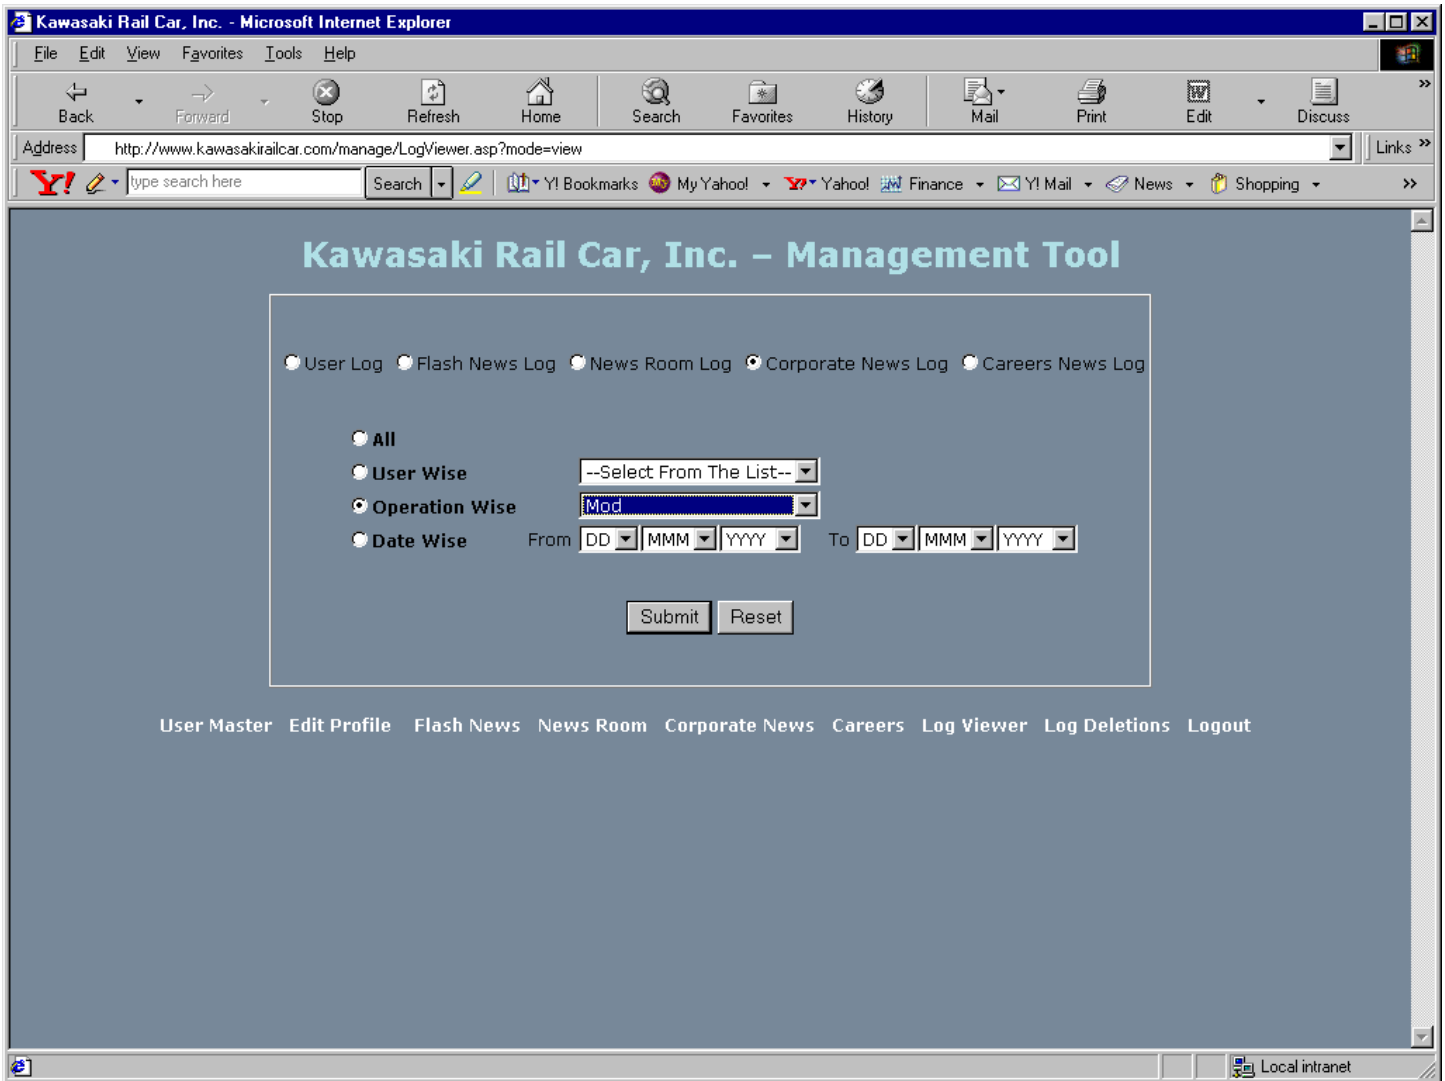 Kawasaki Rail Car, Inc. - Microsoft Internet Explorer
File Edit View Favorites Tools Help
Back Forward Stop Refresh Home Search Favorites History Mail Print Edit Discuss »
Address http://www.kawasakirailcar.com/manage/LogViewer.asp?mode=view Links »
Y! type search here Search Y! Bookmarks My Yahoo! Y? Yahoo! Finance Y! Mail News Shopping »
Kawasaki Rail Car, Inc. – Management Tool
User Log Flash News Log News Room Log Corporate News Log Careers News Log
All
User Wise --Select From The List--
Operation Wise Mod
Date Wise From DD MMM YYYY To DD MMM YYYY
Submit Reset
User Master Edit Profile Flash News News Room Corporate News Careers Log Viewer Log Deletions Logout
Local intranet